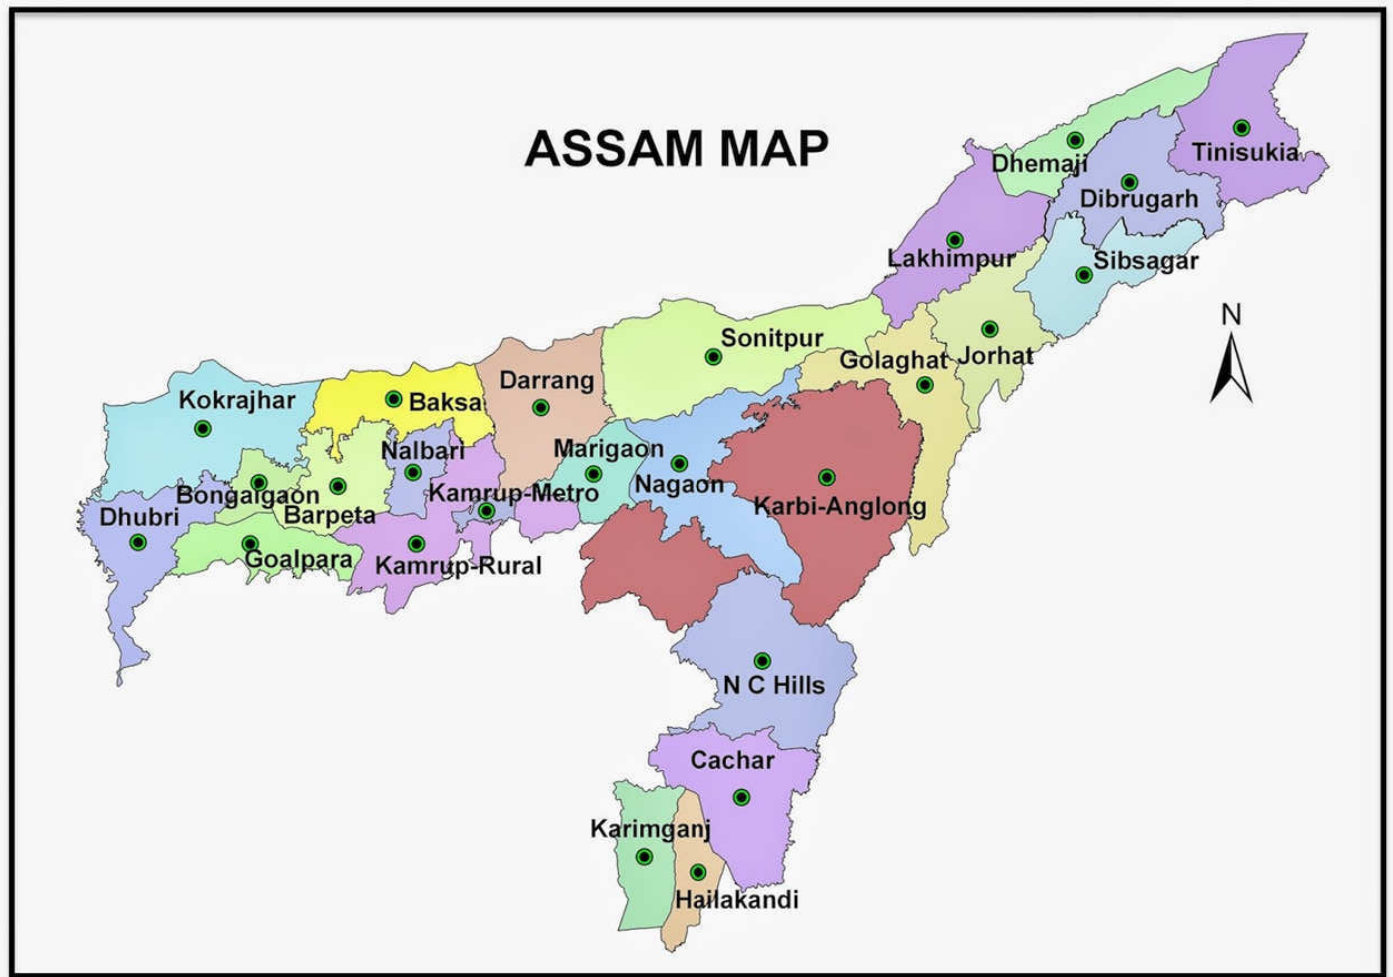 ASSAM MAP
Tinisukia
Dhemaji
Dibrugarh
Lakhimpur
Sibsagar
N
Sonitpur
Golaghat
Jorhat
Darrang
Kokrajhar
Baksa
Nalbari
Marigaon
Nagaon
Kamrup-Metro
Bongaigaon
Karbi-Anglong
Dhubri
Barpeta
Goalpara
Kamrup-Rural
N C Hills
Cachar
Karimganj
Hailakandi